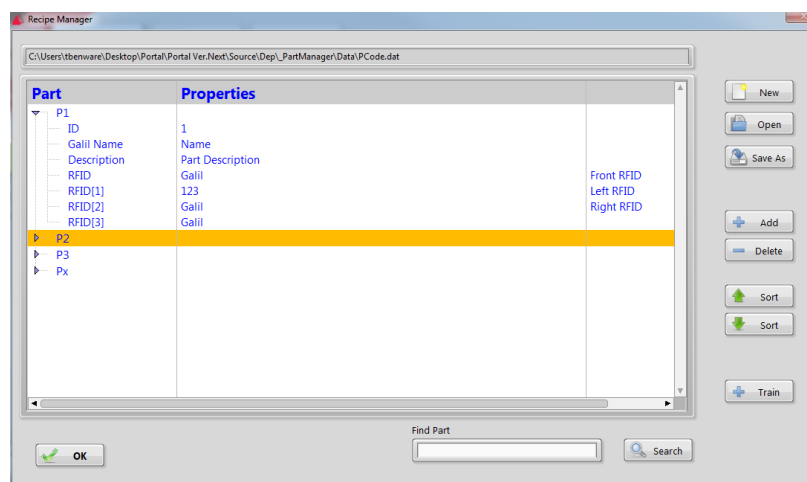 Recipe Manager
C:\Users\tbenware\Desktop\Portal\Portal Ver.Next\Source\Dep\_PartManager\Data\PCode.dat
Part Properties
P1
ID 1
Galil Name Name
Description Part Description
RFID Galil Front RFID
RFID[1] 123 Left RFID
RFID[2] Galil Right RFID
RFID[3] Galil
P2
P3
Px
New
Open
Save As
Add
Delete
Sort
Sort
Train
Find Part
OK
Search